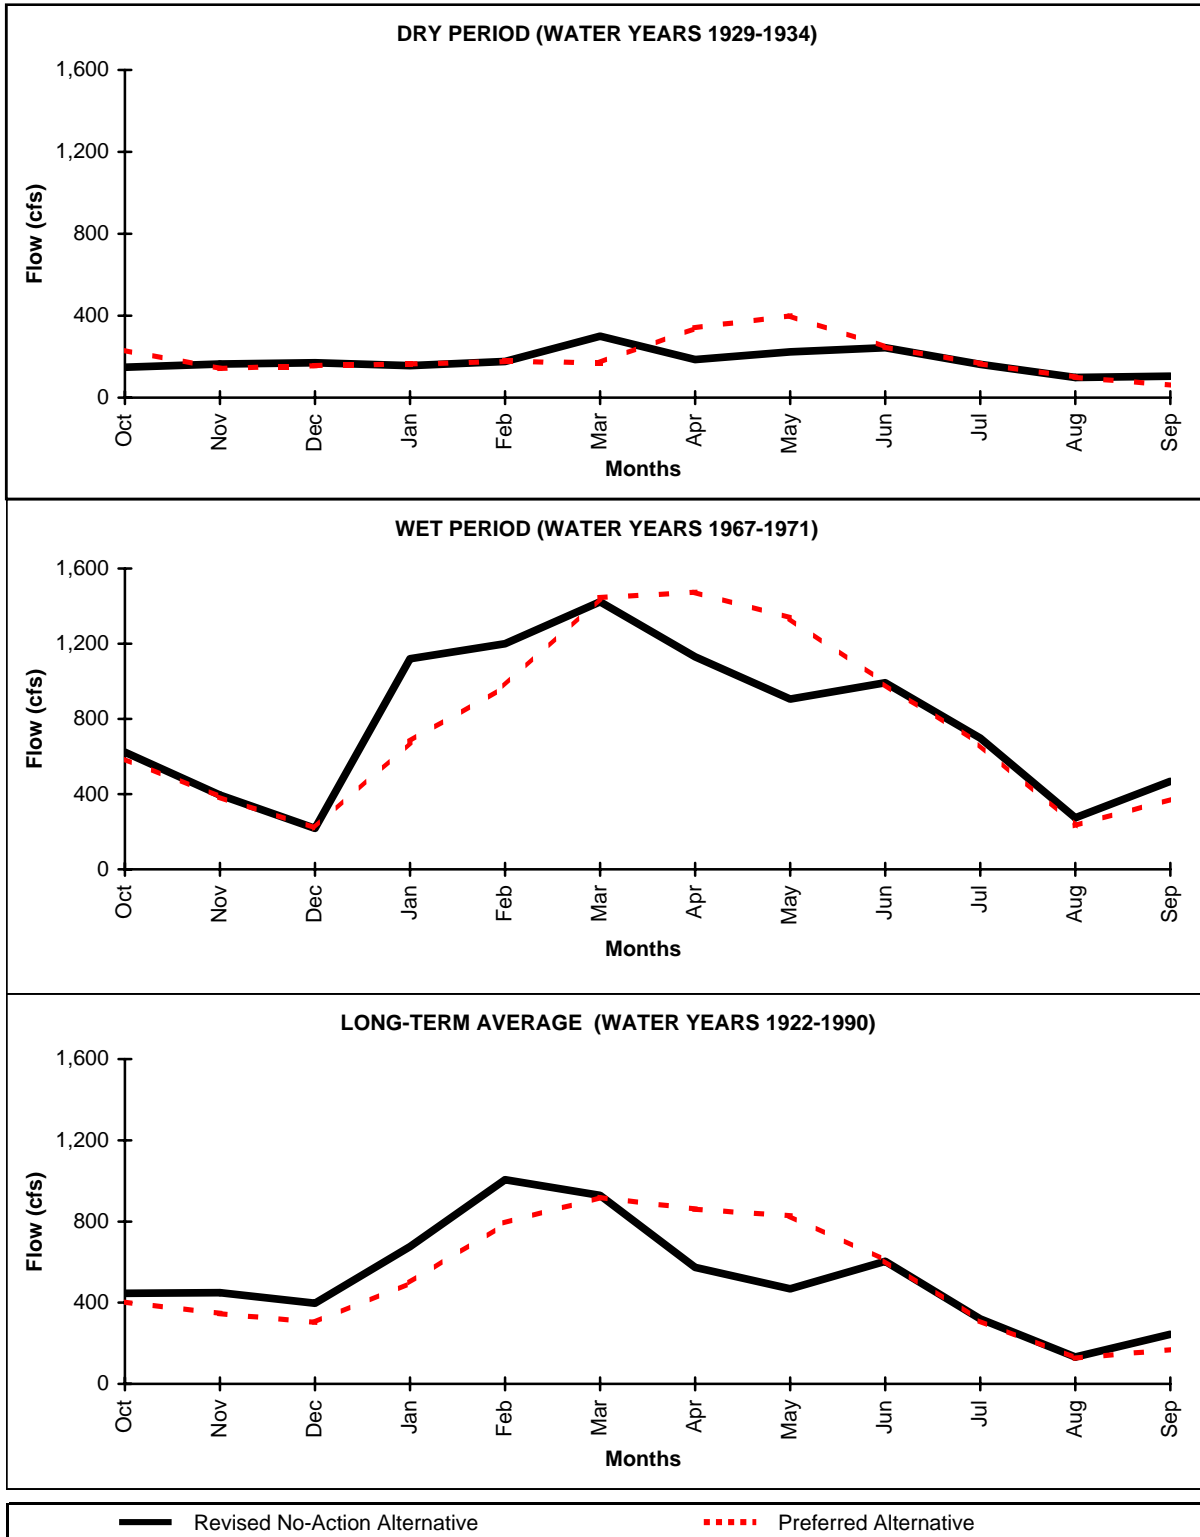 DRY PERIOD (WATER YEARS 1929-1934)
1,600
1,200
800
400
0
Flow (cfs)
Oct Nov Dec Jan Feb Mar Apr May Jun Jul Aug Sep
Months
WET PERIOD (WATER YEARS 1967-1971)
1,600
1,200
800
400
0
Flow (cfs)
Oct Nov Dec Jan Feb Mar Apr May Jun Jul Aug Sep
Months
LONG-TERM AVERAGE (WATER YEARS 1922-1990)
1,600
1,200
800
400
0
Flow (cfs)
Oct Nov Dec Jan Feb Mar Apr May Jun Jul Aug Sep
Months
Revised No-Action Alternative Preferred Alternative